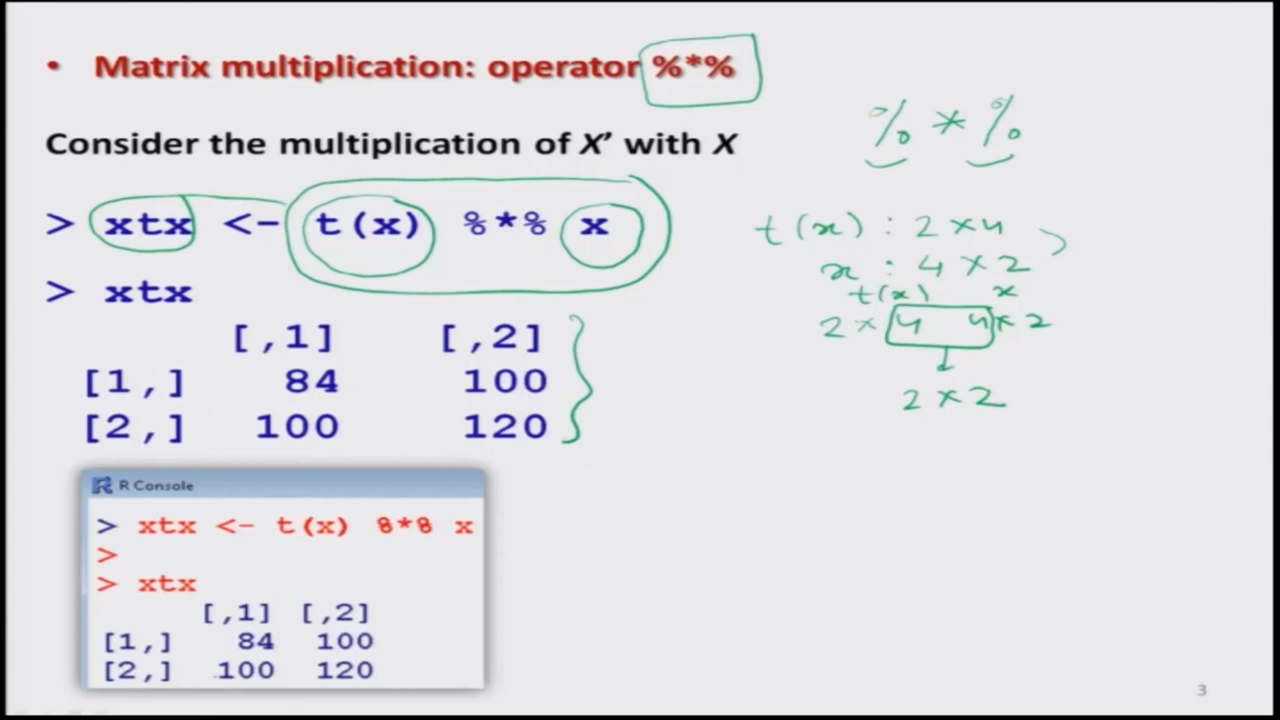 • Matrix multiplication: operator %*%
Consider the multiplication of X’ with X
> xtx <- t(x) %*% x
> xtx
[,1] [,2]
[1,] 84 100
[2,] 100 120
% * %
t(x) : 2 x 4
x : 4 x 2
t(x) x
2 x 4 4 x 2
2 x 2
R Console
> xtx <- t(x) %*% x
>
> xtx
[,1] [,2]
[1,] 84 100
[2,] 100 120
3